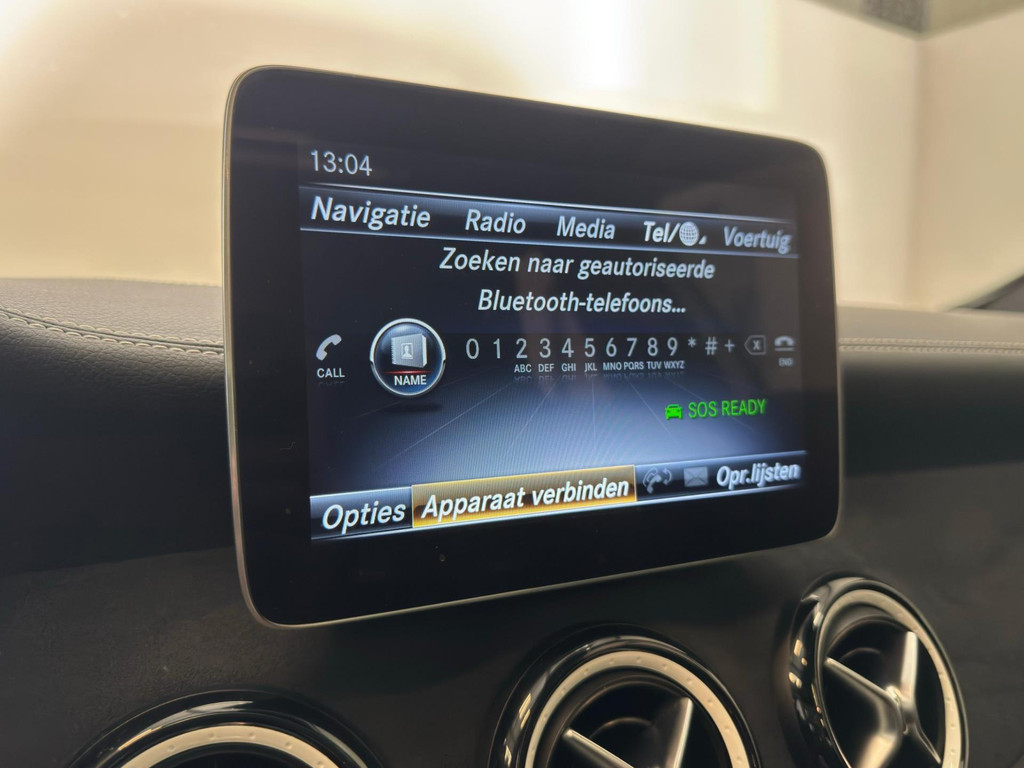 13:04
Navigatie Radio Media Tel/ Voertuig
Zoeken naar geautoriseerde
Bluetooth-telefoons...
0 1 2 3 4 5 6 7 8 9 * # +
CALL NAME ABC DEF GHI JKL MNO PQRS TUV WXYZ END
SOS READY
Opties Apparaat verbinden Opr.lijsten